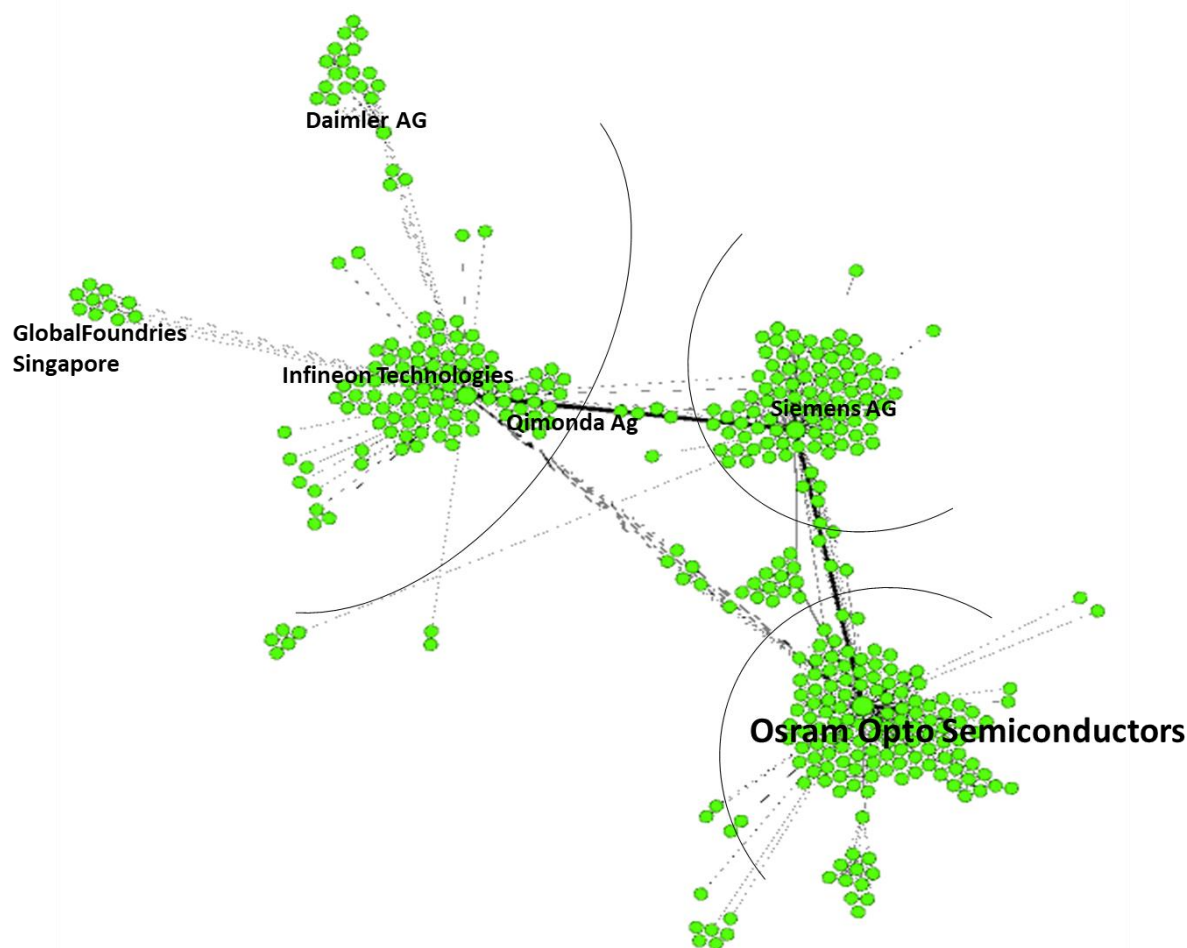 Daimler AG
GlobalFoundries
Singapore
Infineon Technologies
Qimonda Ag
Siemens AG
Osram Opto Semiconductors